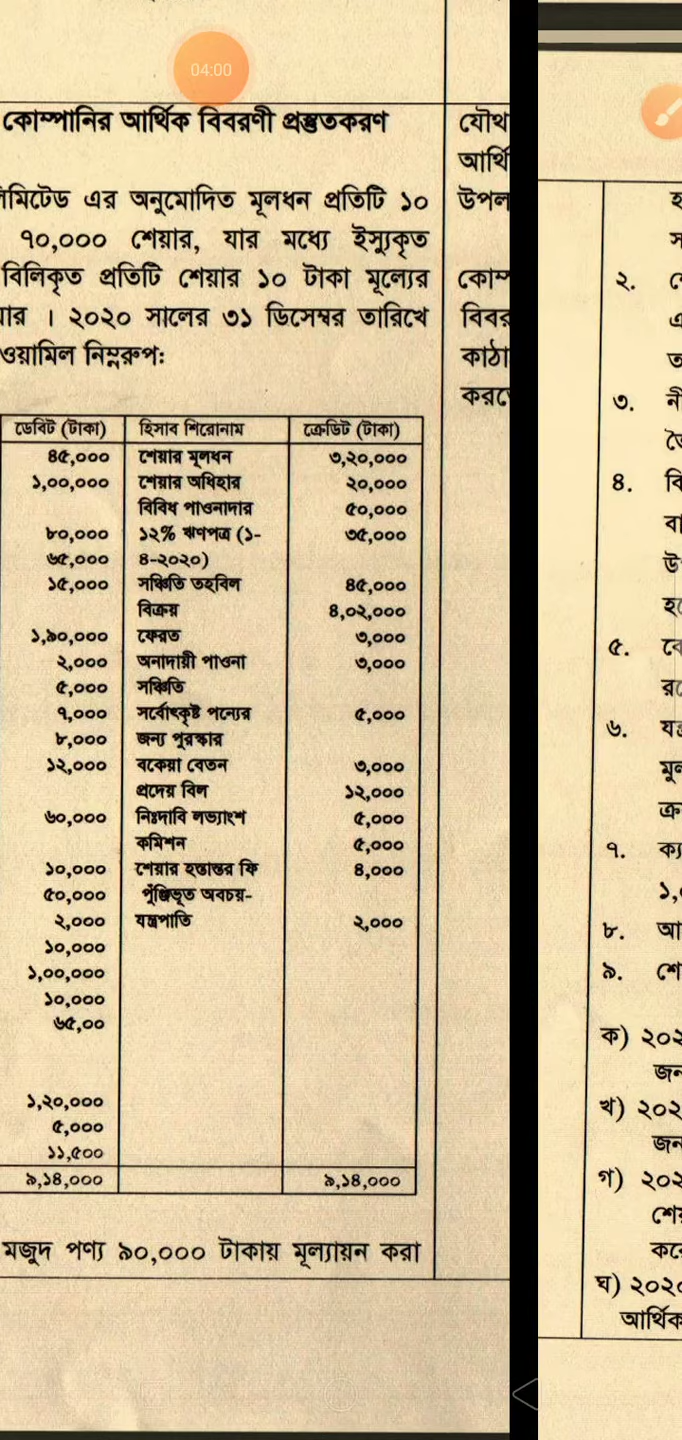 04:00
কোম্পানির আর্থিক বিবরণী প্রস্তুতকরণ
লিমিটেড এর অনুমোদিত মূলধন প্রতিটি ১০
৭০,০০০ শেয়ার, যার মধ্যে ইস্যুকৃত
বিলিকৃত প্রতিটি শেয়ার ১০ টাকা মূল্যের
। ২০২০ সালের ৩১ ডিসেম্বর তারিখে
ওয়ামিল নিম্নরুপ:
ডেবিট (টাকা) হিসাব শিরোনাম ক্রেডিট (টাকা)
৪৫,০০০ শেয়ার মূলধন ৩,২০,০০০
১,০০,০০০ শেয়ার অধিহার ২০,০০০
বিবিধ পাওনাদার ৫০,০০০
৮০,০০০ ১২% ঋণপত্র (১- ৩৫,০০০
৬৫,০০০ ৪-২০২০)
১৫,০০০ সঞ্চিতি তহবিল ৪৫,০০০
বিক্রয় ৪,০২,০০০
১,৯০,০০০ ফেরত ৩,০০০
২,০০০ অনাদায়ী পাওনা ৩,০০০
৫,০০০ সঞ্চিতি
৭,০০০ সর্বোৎকৃষ্ট পন্যের ৫,০০০
৮,০০০ জন্য পুরস্কার
১২,০০০ বকেয়া বেতন ৩,০০০
প্রদেয় বিল ১২,০০০
৬০,০০০ নিঃদাবি লভ্যাংশ ৫,০০০
কমিশন ৫,০০০
১০,০০০ শেয়ার হস্তান্তর ফি ৪,০০০
৫০,০০০ পুঁঞ্জিভূত অবচয়-
২,০০০ যন্ত্রপাতি ২,০০০
১০,০০০
১,০০,০০০
১০,০০০
৬৫,০০
১,২০,০০০
৫,০০০
১১,৫০০
৯,১৪,০০০ ৯,১৪,০০০
মজুদ পণ্য ৯০,০০০ টাকায় মূল্যায়ন করা
যৌথ
আর্থি
উপল
কোম্প
বিবর
কাঠা
করতে
২.
৩.
৪.
৫.
৬.
৭.
১,
৮.
৯.
ক) ২০২
জন
খ) ২০২
জন
গ) ২০২
শেয়
করে
ঘ) ২০২০
আর্থিক